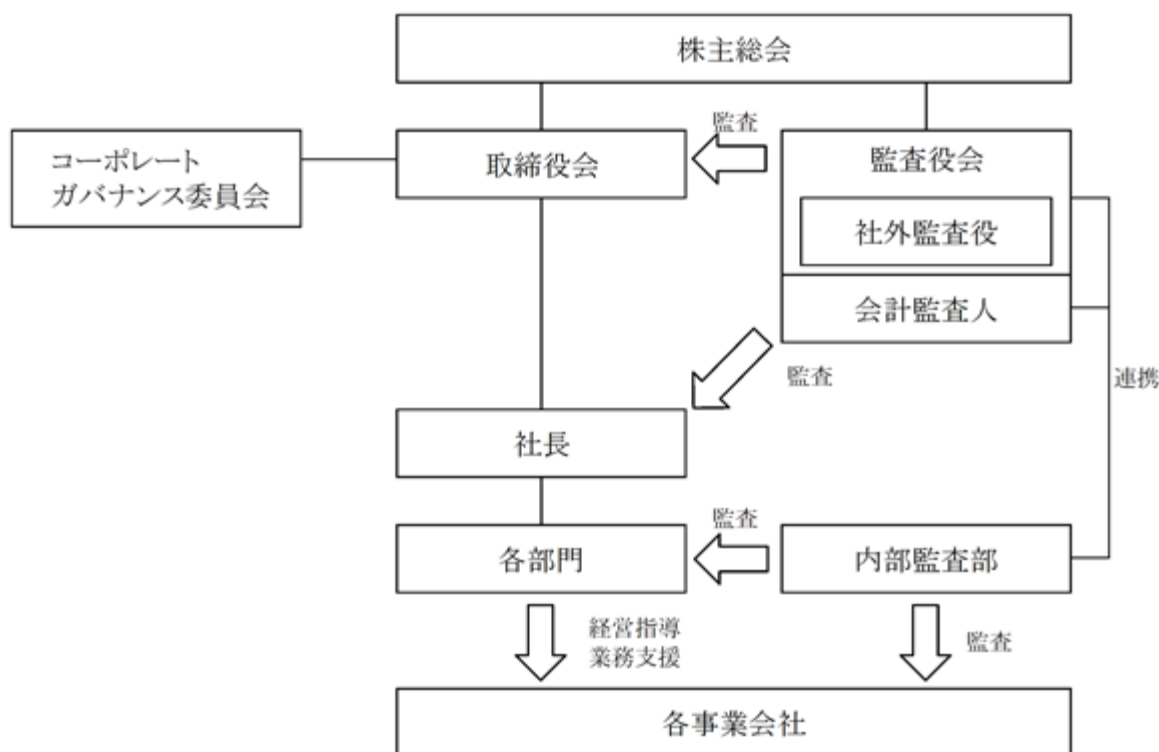 株主総会
コーポレート
ガバナンス委員会
取締役会
監査
監査役会
社外監査役
会計監査人
監査
連携
社長
各部門
監査
内部監査部
経営指導
業務支援
監査
各事業会社